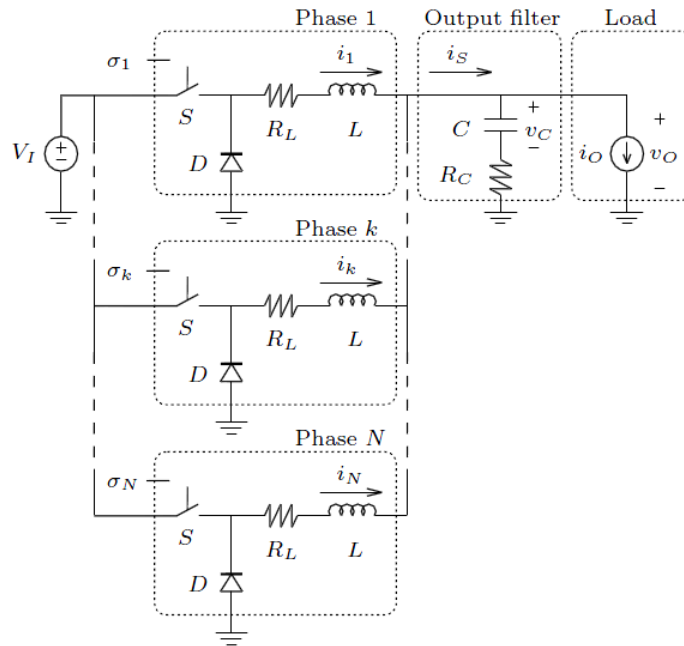 Phase 1
Output filter
Load
σ1
i1
iS
S
RL
L
C
+
vC
−
+
VI
+
−
D
RC
iO
vO
−
Phase k
σk
ik
S
RL
L
D
Phase N
σN
iN
S
RL
L
D